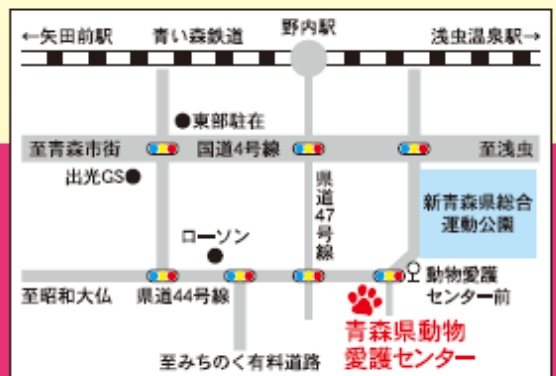 ←矢田前駅
青い森鉄道
野内駅
浅虫温泉駅→
●東部駐在
至青森市街
国道4号線
至浅虫
出光GS●
県道47号線
新青森県総合
運動公園
ローソン
至昭和大仏
県道44号線
動物愛護
センター前
青森県動物
愛護センター
至みちのく有料道路